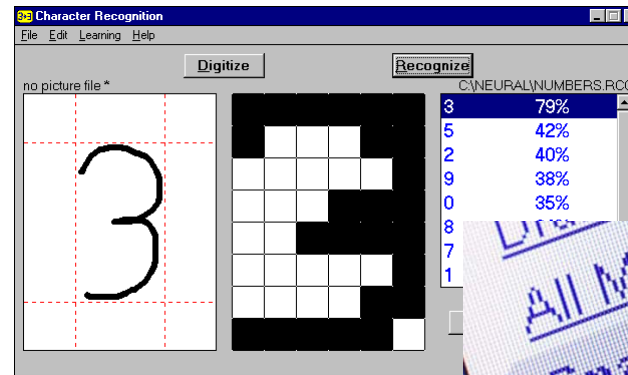 Character Recognition
File Edit Learning Help
Digitize
Recognize
no picture file *
C:\NEURAL\NUMBERS.RC
3
3 79%
5 42%
2 40%
9 38%
0 35%
8
7
1
All